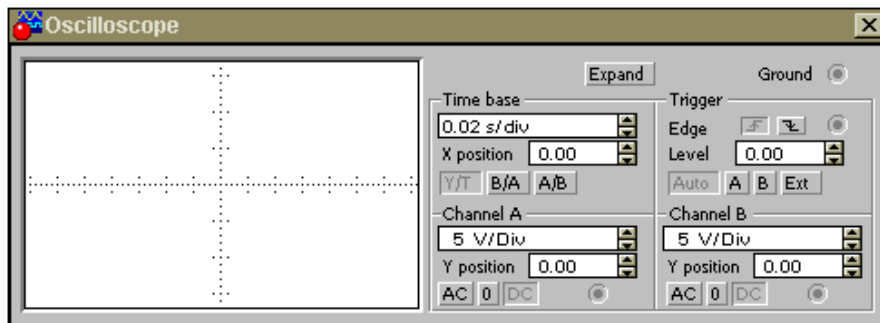 Oscilloscope
Expand
Ground
Time base
0.02 s/div
X position 0.00
Y/T B/A A/B
Trigger
Edge
Level 0.00
Auto A B Ext
Channel A
5 V/Div
Y position 0.00
AC 0 DC
Channel B
5 V/Div
Y position 0.00
AC 0 DC